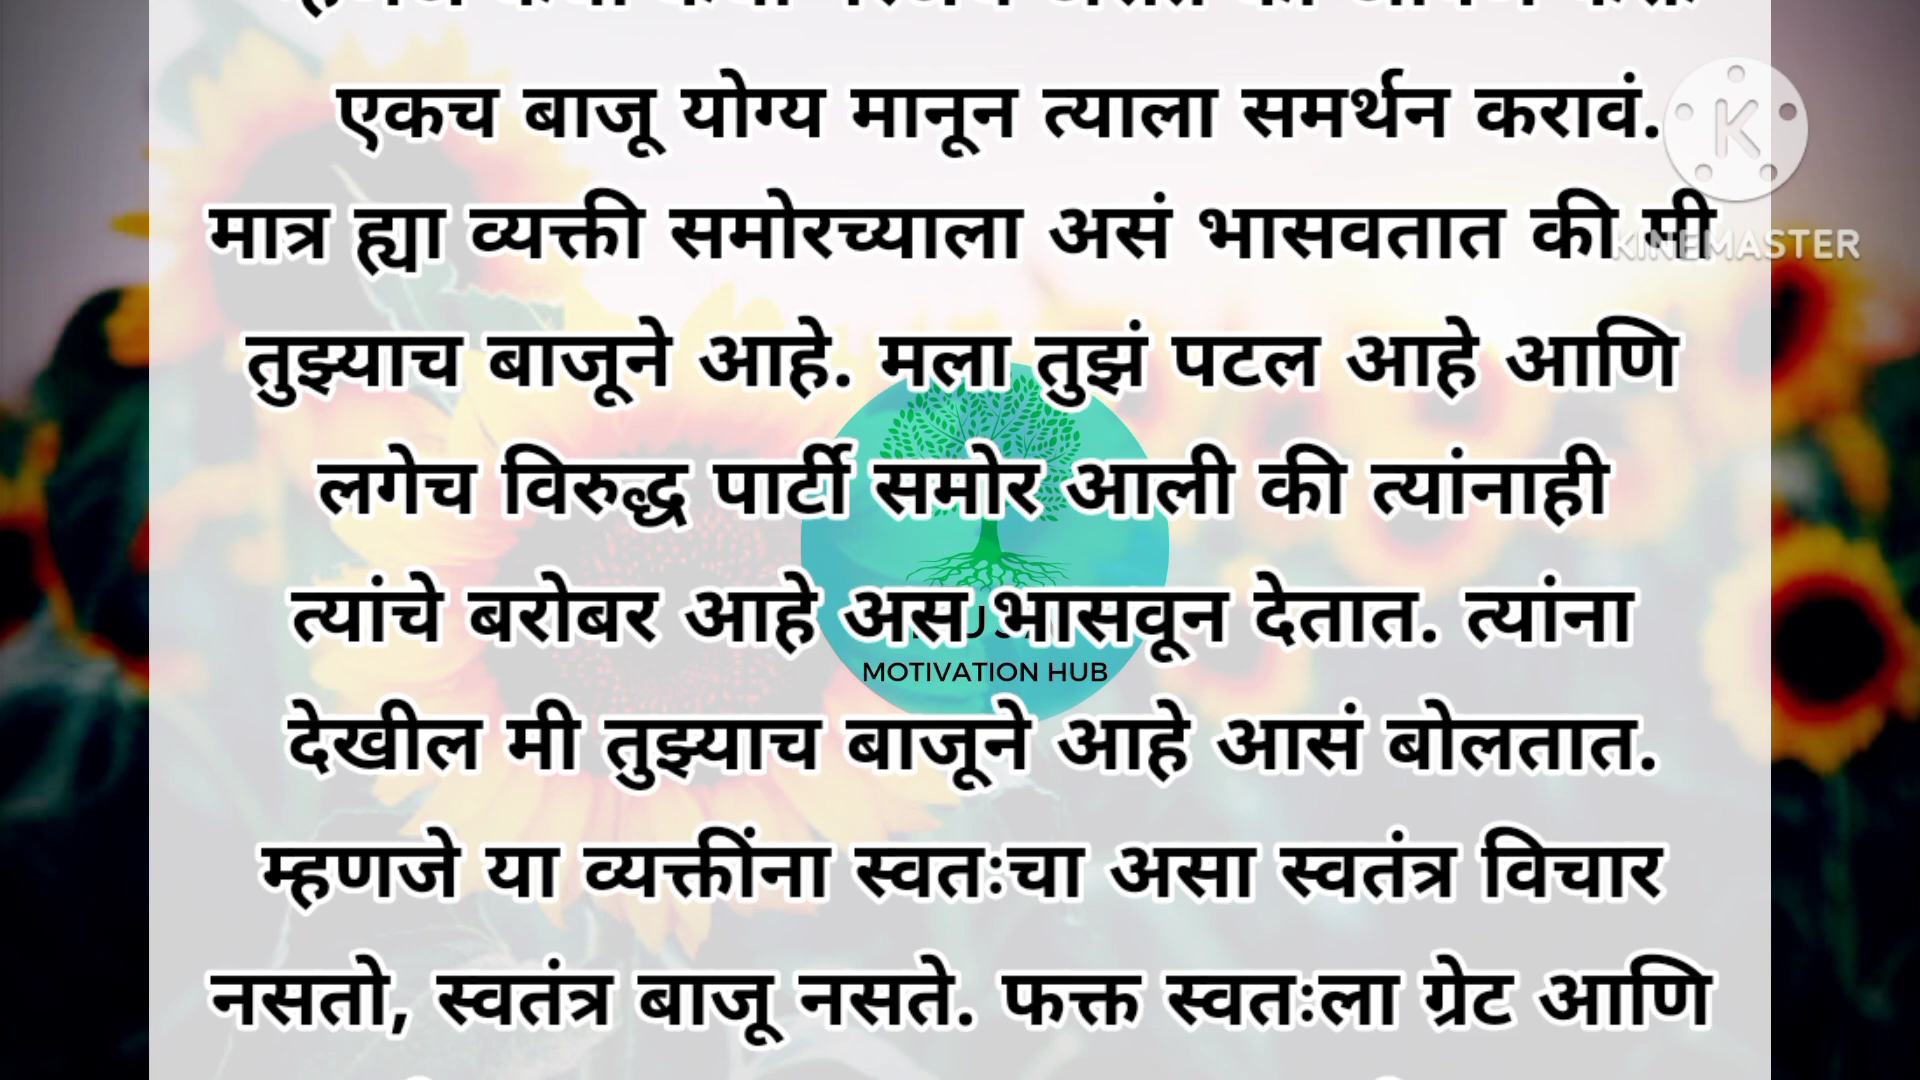 एकच बाजू योग्य मानून त्याला समर्थन करावं.
मात्र ह्या व्यक्ती समोरच्याला असं भासवतात की मी
तुझ्याच बाजूने आहे. मला तुझं पटल आहे आणि
लगेच विरुद्ध पार्टी समोर आली की त्यांनाही
त्यांचे बरोबर आहे अस भासवून देतात. त्यांना
देखील मी तुझ्याच बाजूने आहे आसं बोलतात.
म्हणजे या व्यक्तींना स्वतःचा असा स्वतंत्र विचार
नसतो, स्वतंत्र बाजू नसते. फक्त स्वतःला ग्रेट आणि
K
KINEMASTER
MOTIVATION HUB